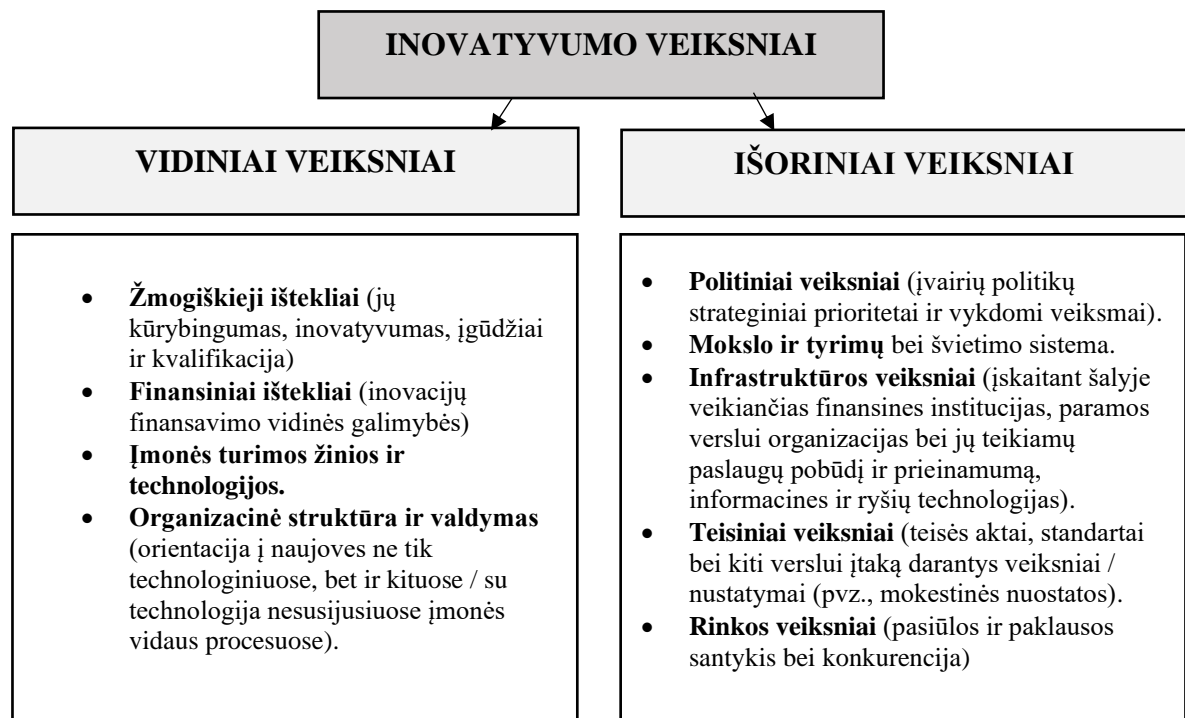 INOVATYVUMO VEIKSNIAI
VIDINIAI VEIKSNIAI
• Žmogiškieji ištekliai (jų
kūrybingumas, inovatyvumas, įgūdžiai
ir kvalifikacija)
• Finansiniai ištekliai (inovacijų
finansavimo vidinės galimybės)
• Įmonės turimos žinios ir
technologijos.
• Organizacinė struktūra ir valdymas
(orientacija į naujoves ne tik
technologiniuose, bet ir kituose / su
technologija nesusijusiuose įmonės
vidaus procesuose).
IŠORINIAI VEIKSNIAI
• Politiniai veiksniai (įvairių politikų
strateginiai prioritetai ir vykdomi veiksmai).
• Mokslo ir tyrimų bei švietimo sistema.
• Infrastruktūros veiksniai (įskaitant šalyje
veikiančias finansines institucijas, paramos
verslui organizacijas bei jų teikiamų
paslaugų pobūdį ir prieinamumą,
informacines ir ryšių technologijas).
• Teisiniai veiksniai (teisės aktai, standartai
bei kiti verslui įtaką darantys veiksniai /
nustatymai (pvz., mokestinės nuostatos).
• Rinkos veiksniai (pasiūlos ir paklausos
santykis bei konkurencija)